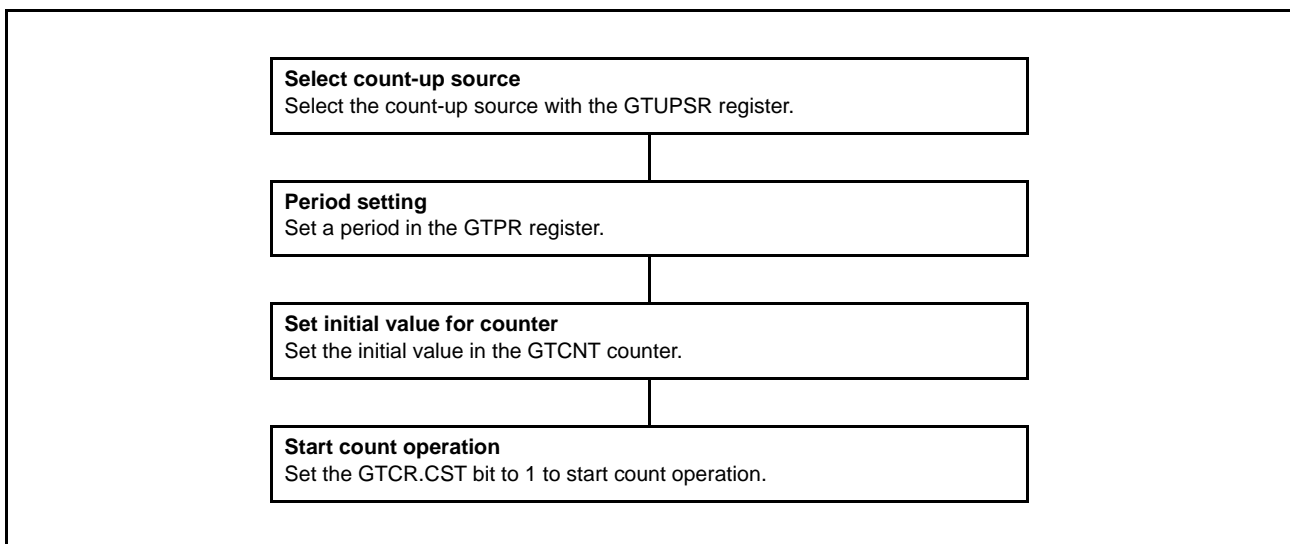 Select count-up source
Select the count-up source with the GTUPSR register.
Period setting
Set a period in the GTPR register.
Set initial value for counter
Set the initial value in the GTCNT counter.
Start count operation
Set the GTCR.CST bit to 1 to start count operation.